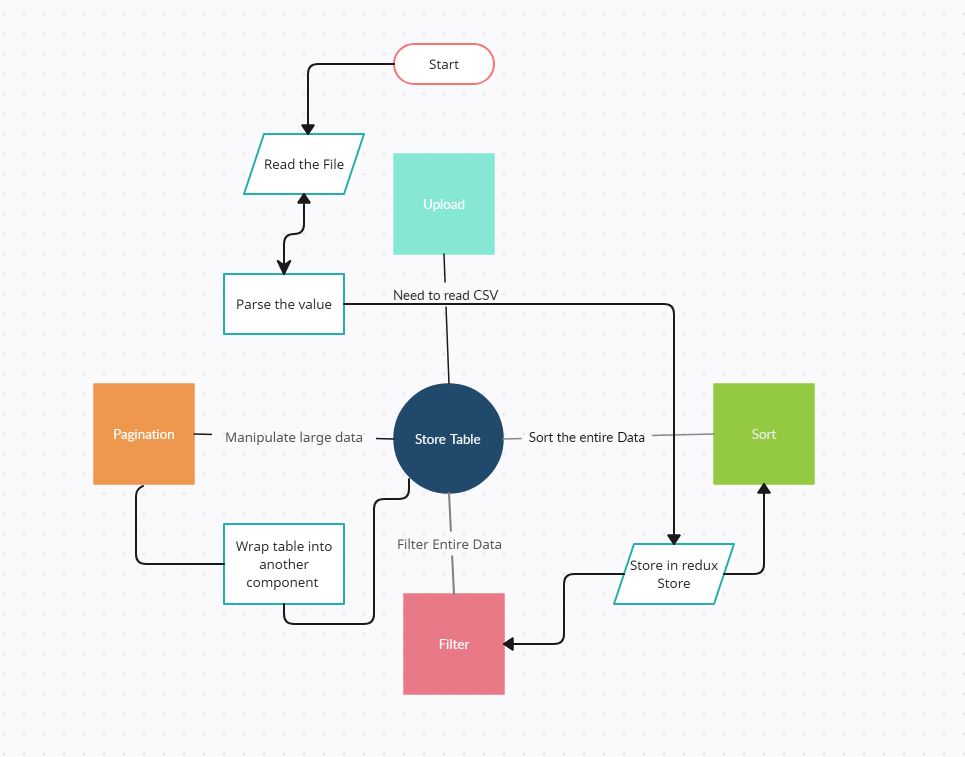 Start
Read the File
Upload
Parse the value
Need to read CSV
Pagination
Manipulate large data
Store Table
Sort the entire Data
Sort
Wrap table into
another
component
Filter Entire Data
Store in redux
Store
Filter